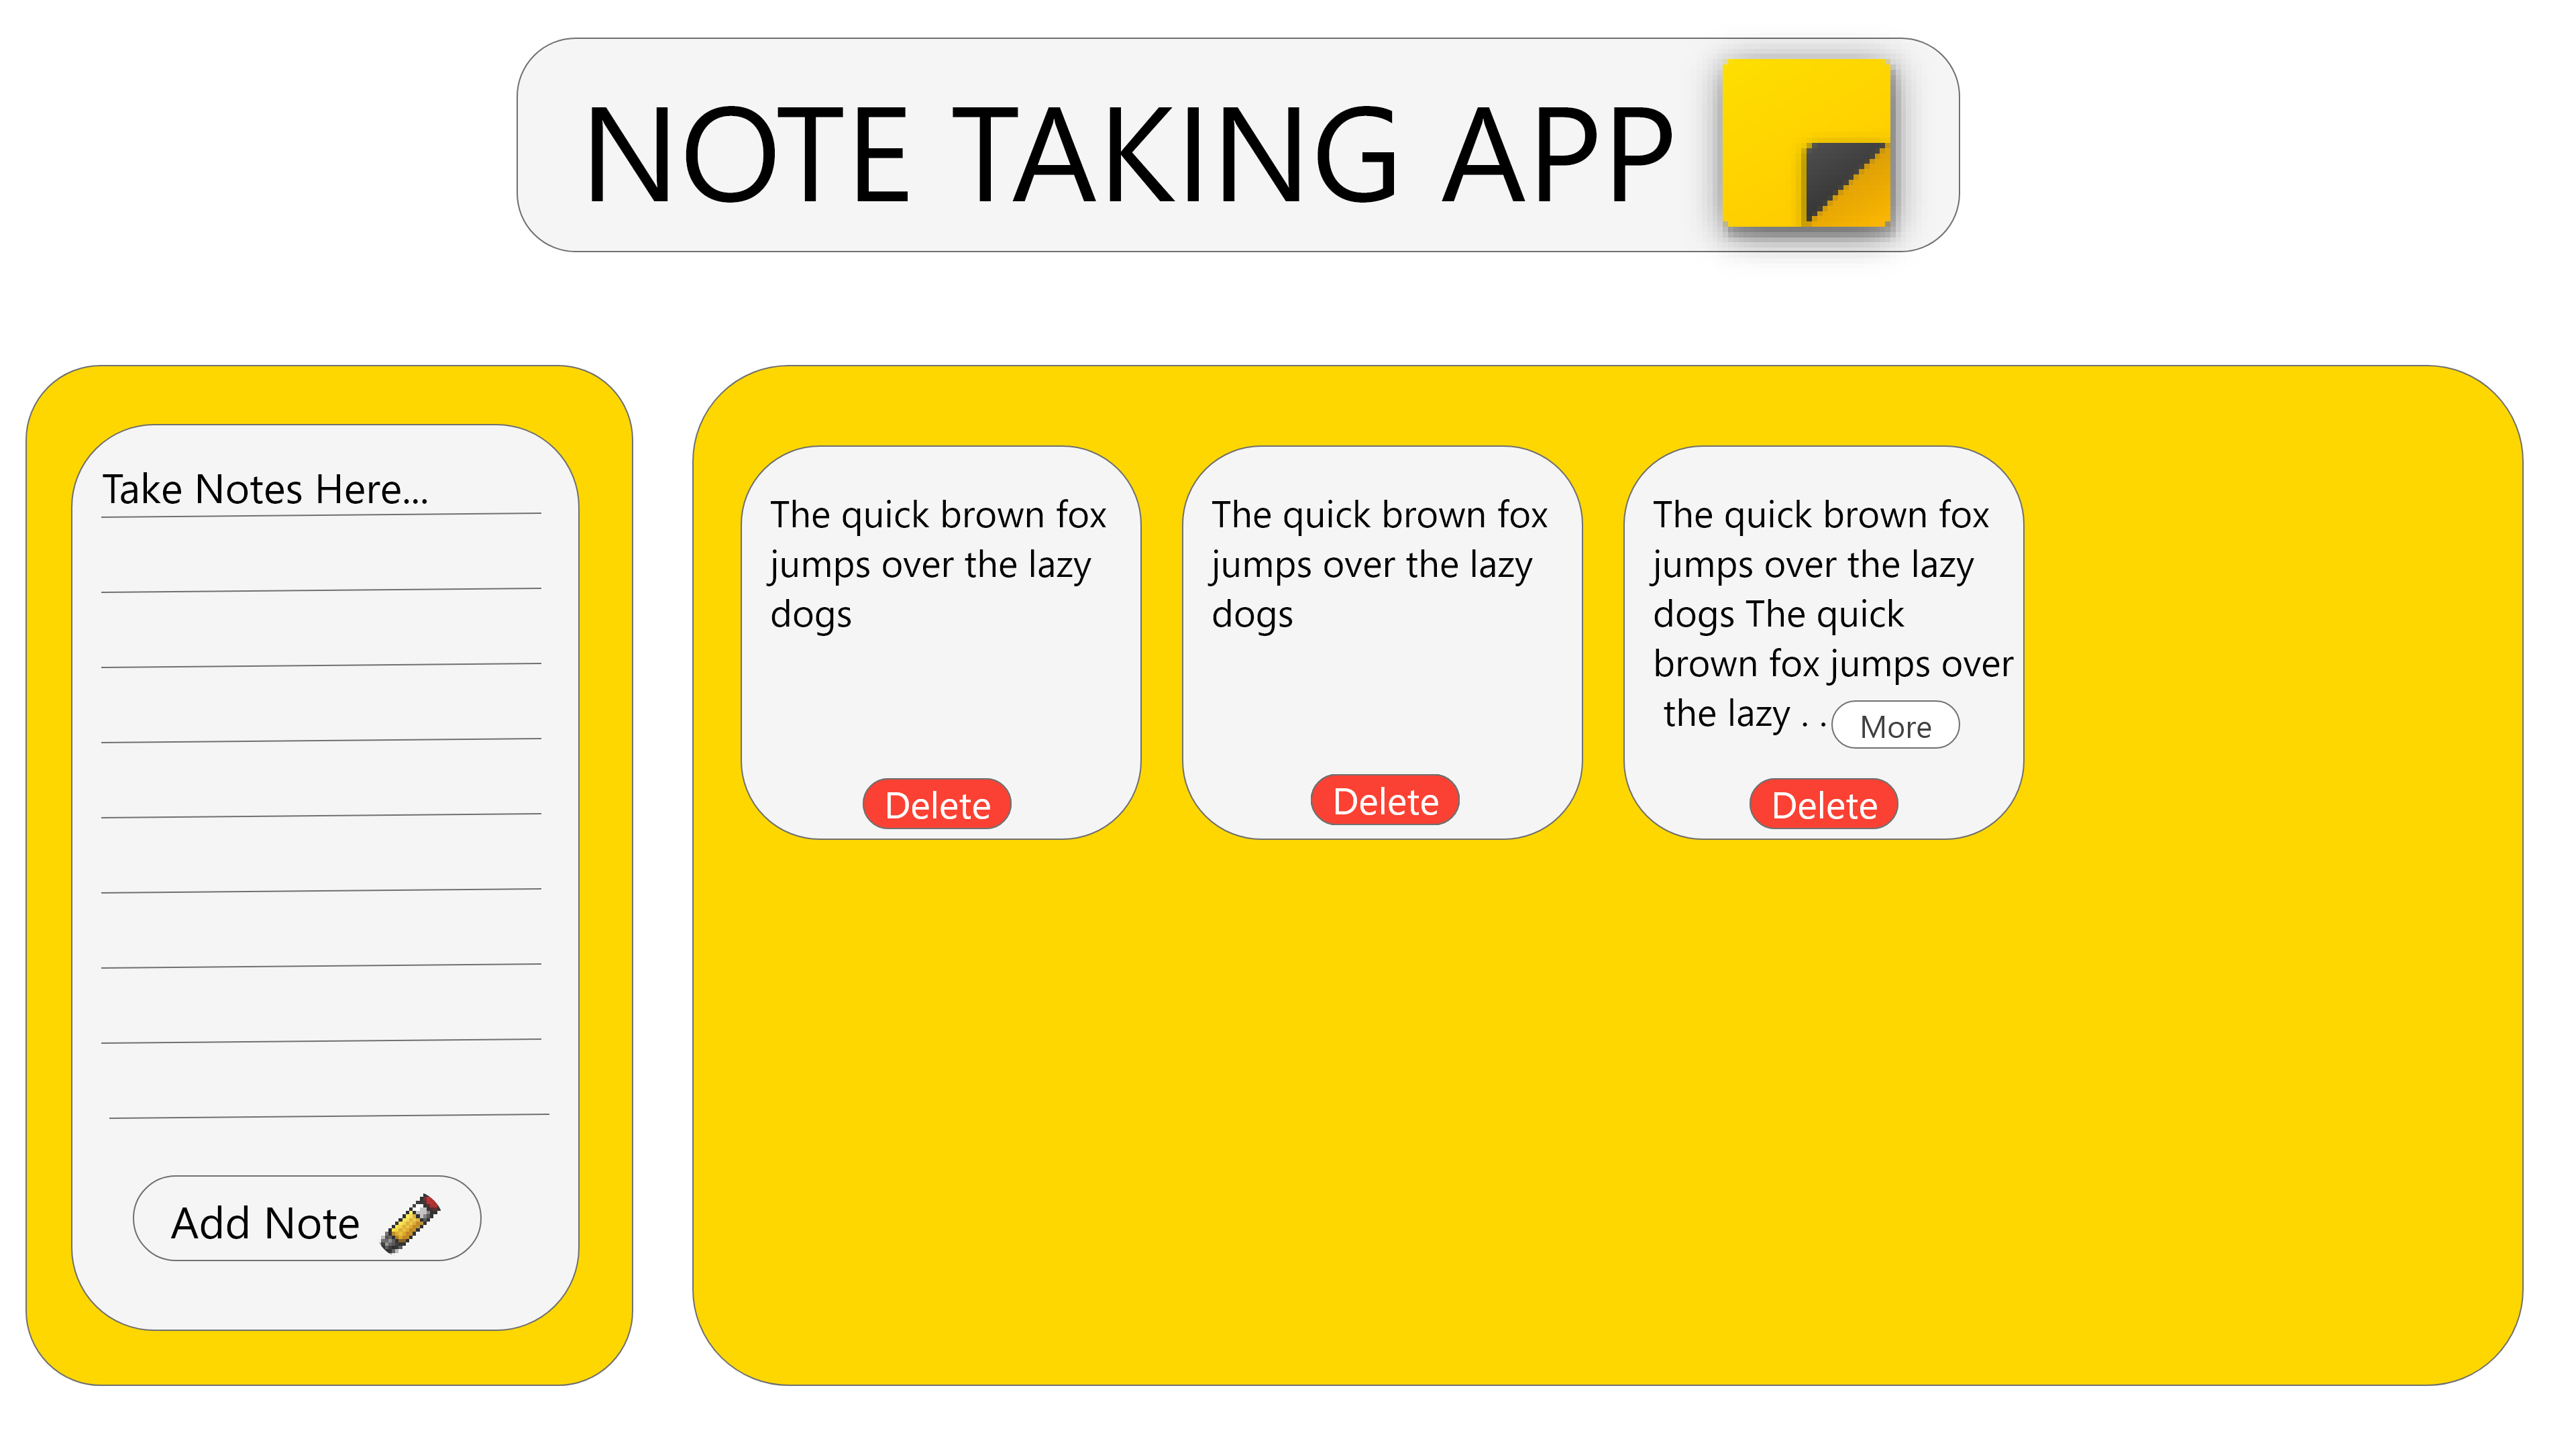 NOTE TAKING APP
Take Notes Here...
Add Note
The quick brown fox
jumps over the lazy
dogs
Delete
The quick brown fox
jumps over the lazy
dogs
Delete
The quick brown fox
jumps over the lazy
dogs The quick
brown fox jumps over
the lazy . .
More
Delete